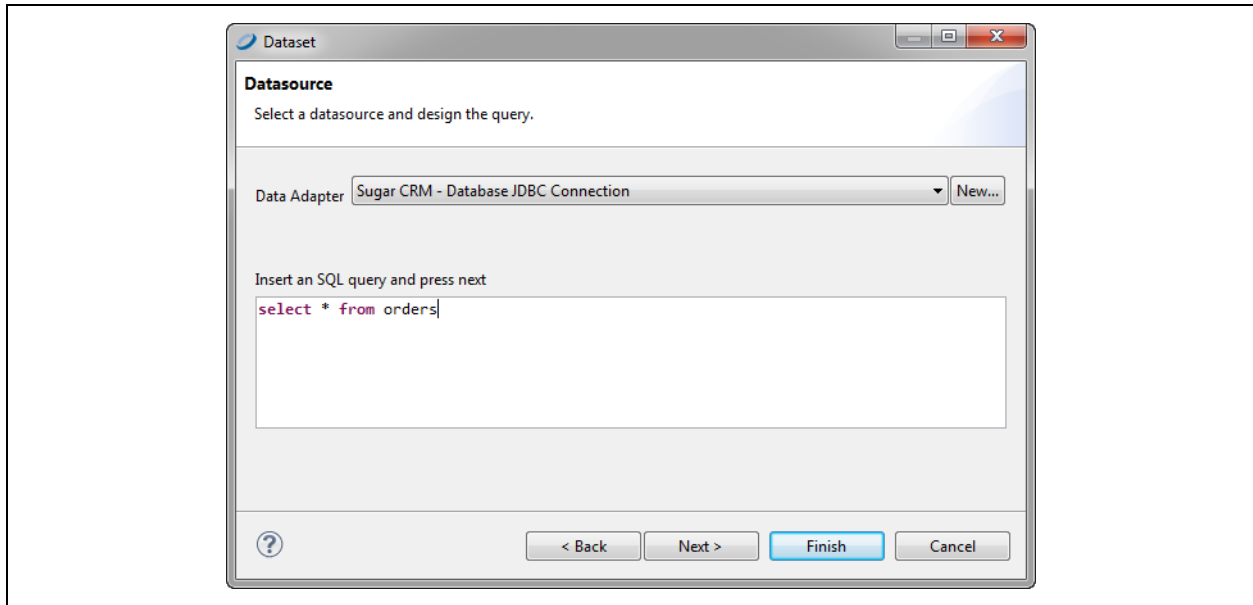 Dataset
Datasource
Select a datasource and design the query.
Data Adapter Sugar CRM - Database JDBC Connection New...
Insert an SQL query and press next
select * from orders
? < Back Next > Finish Cancel